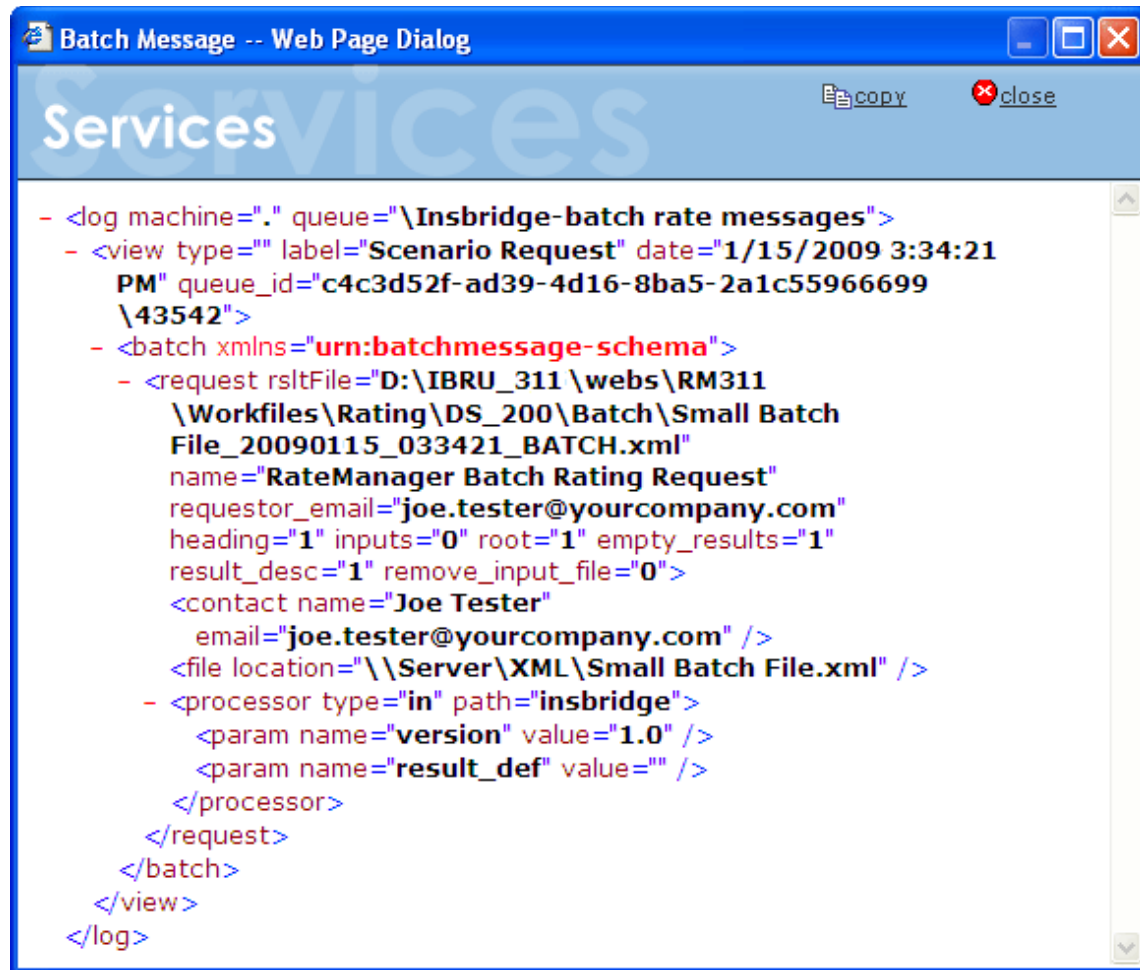 Batch Message -- Web Page Dialog
Services
copy
close
Services
- <log machine="." queue="\Insbridge-batch rate messages">
- <view type="" label="Scenario Request" date="1/15/2009 3:34:21
PM" queue_id="c4c3d52f-ad39-4d16-8ba5-2a1c55966699
\43542">
- <batch xmlns="urn:batchmessage-schema">
- <request rsltFile="D:\IBRU_311\webs\RM311
\Workfiles\Rating\DS_200\Batch\Small Batch
File_20090115_033421_BATCH.xml"
name="RateManager Batch Rating Request"
requestor_email="joe.tester@yourcompany.com"
heading="1" inputs="0" root="1" empty_results="1"
result_desc="1" remove_input_file="0">
<contact name="Joe Tester"
email="joe.tester@yourcompany.com" />
<file location="\\Server\XML\Small Batch File.xml" />
- <processor type="in" path="insbridge">
<param name="version" value="1.0" />
<param name="result_def" value="" />
</processor>
</request>
</batch>
</view>
</log>